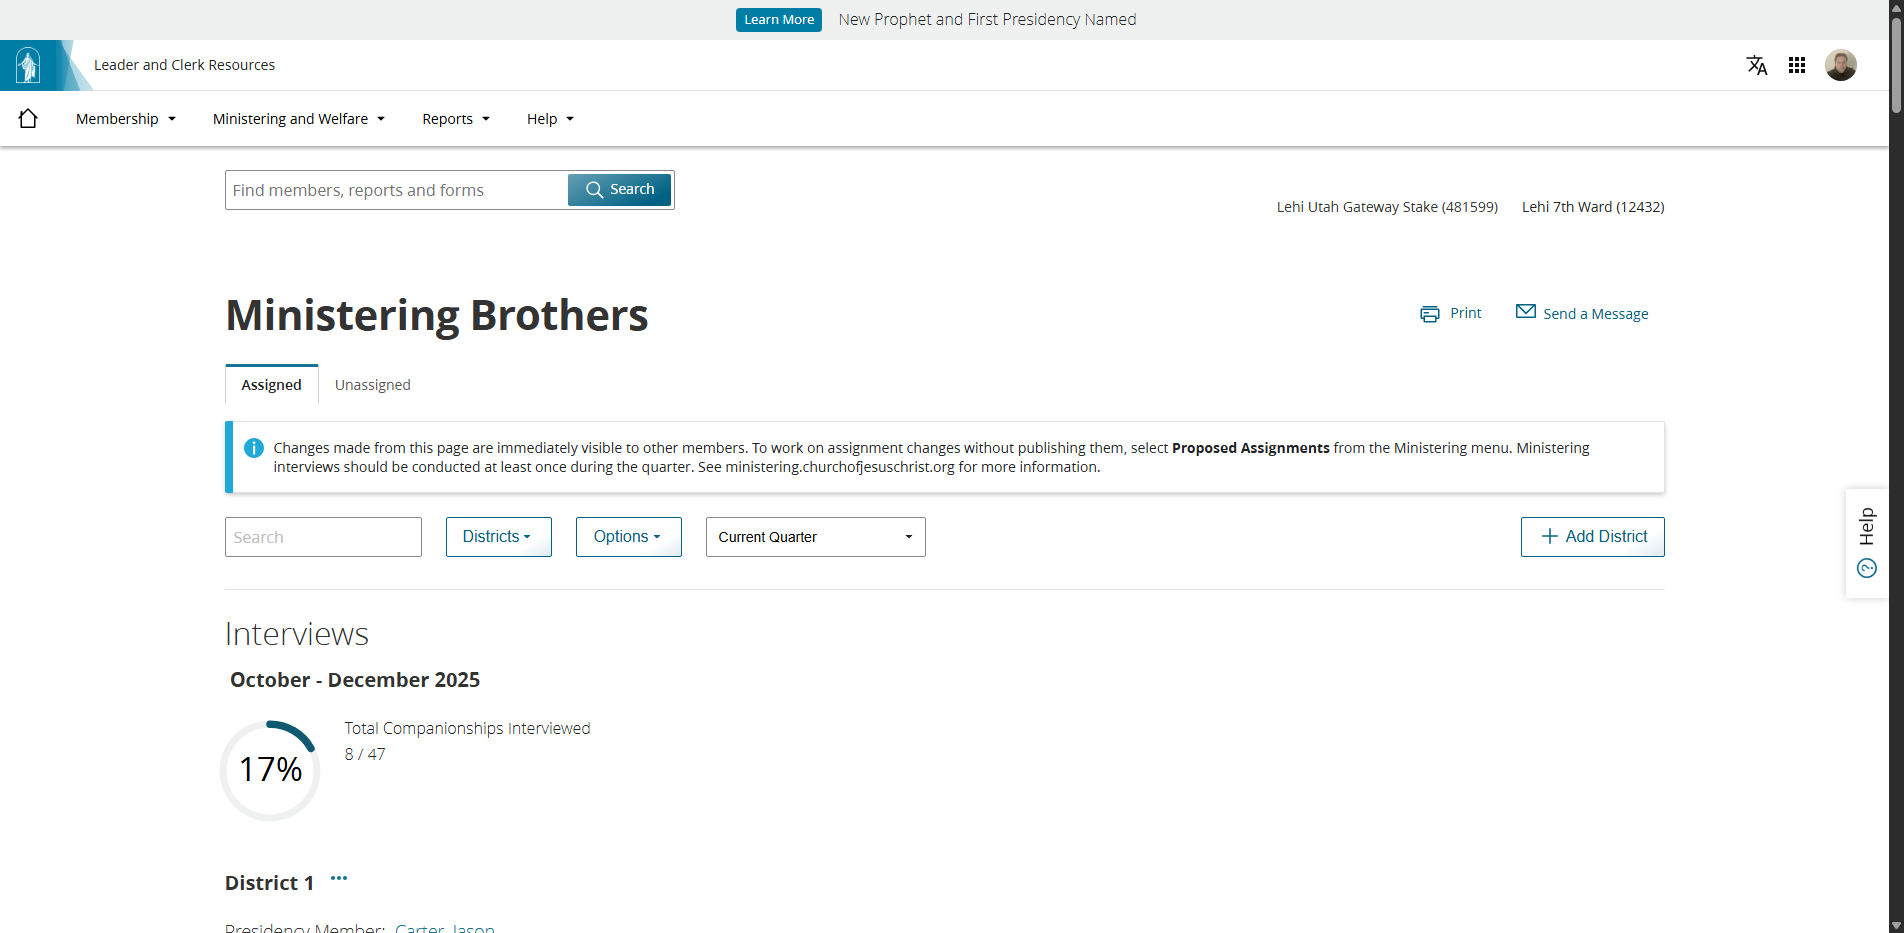 Learn More New Prophet and First Presidency Named
Leader and Clerk Resources
Membership Ministering and Welfare Reports Help
Find members, reports and forms Search
Lehi Utah Gateway Stake (481599) Lehi 7th Ward (12432)
Ministering Brothers
Print Send a Message
Assigned Unassigned
Changes made from this page are immediately visible to other members. To work on assignment changes without publishing them, select Proposed Assignments from the Ministering menu. Ministering
interviews should be conducted at least once during the quarter. See ministering.churchofjesuschrist.org for more information.
Search Districts Options Current Quarter Add District
Help
Interviews
October - December 2025
Total Companionships Interviewed
8 / 47
17%
District 1
Presidency Member: Carter, Jason